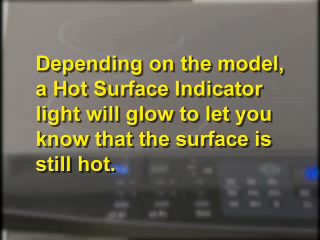 Depending on the model,
a Hot Surface Indicator
light will glow to let you
know that the surface is
still hot.